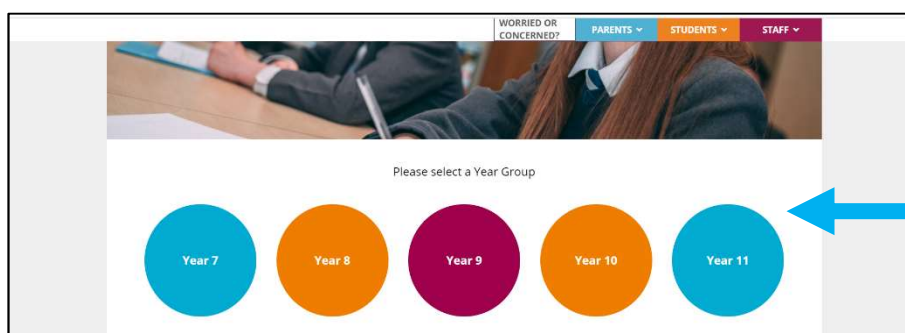 WORRIED OR
CONCERNED?
PARENTS
STUDENTS
STAFF
Please select a Year Group
Year 7
Year 8
Year 9
Year 10
Year 11